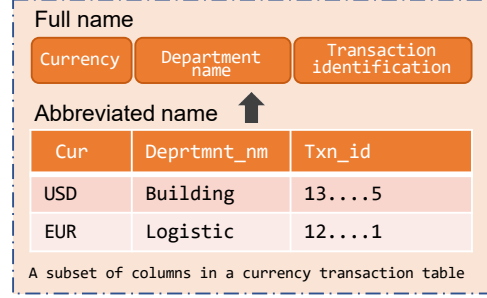 Full name
Currency Department name Transaction identification
Abbreviated name
Cur Deprtmnt_nm Txn_id
USD Building 13....5
EUR Logistic 12....1
A subset of columns in a currency transaction table